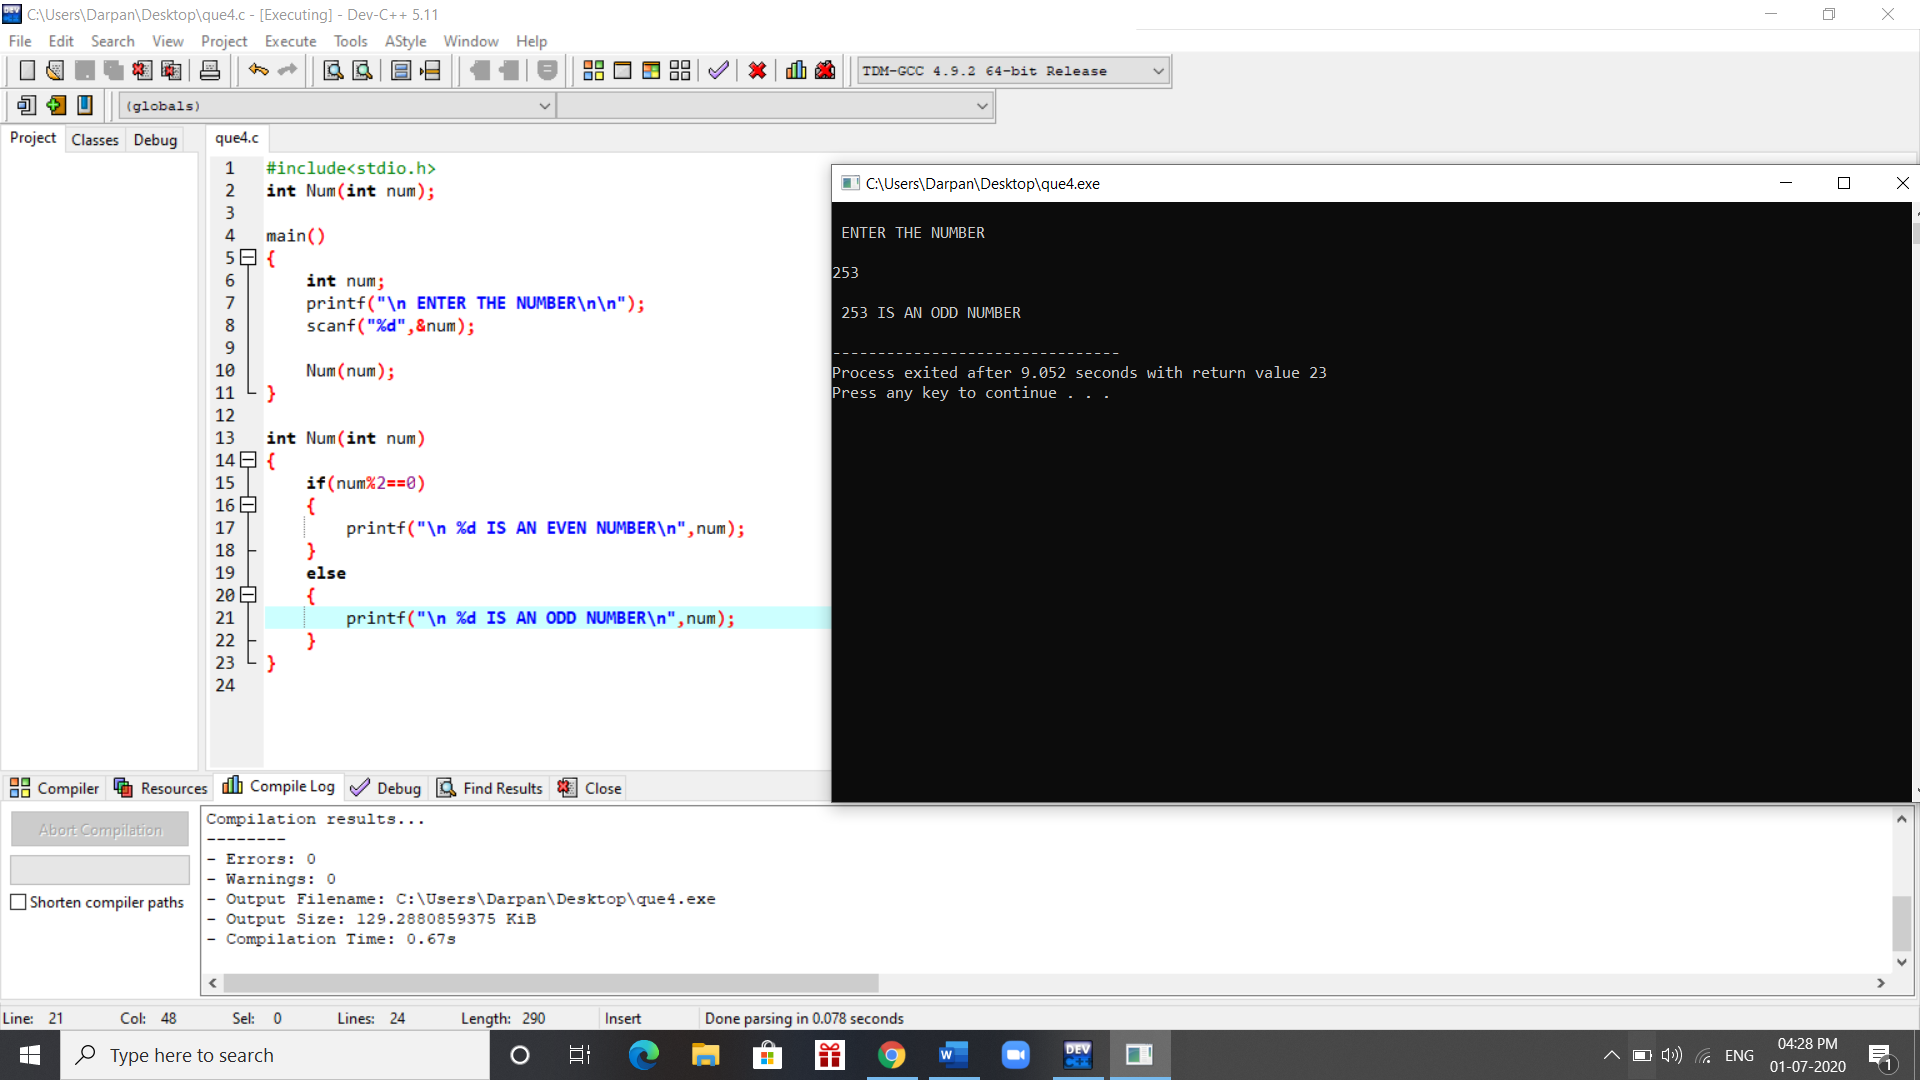 C:\Users\Darpan\Desktop\que4.c - [Executing] - Dev-C++ 5.11
File Edit Search View Project Execute Tools AStyle Window Help
TDM-GCC 4.9.2 64-bit Release
(globals)
Project Classes Debug
que4.c
1 #include<stdio.h>
2 int Num(int num);
3
4 main()
5 {
6 int num;
7 printf("\n ENTER THE NUMBER\n\n");
8 scanf("%d",&num);
9
10 Num(num);
11 }
12
13 int Num(int num)
14 {
15 if(num%2==0)
16 {
17 printf("\n %d IS AN EVEN NUMBER\n",num);
18 }
19 else
20 {
21 printf("\n %d IS AN ODD NUMBER\n",num);
22 }
23 }
24
C:\Users\Darpan\Desktop\que4.exe
ENTER THE NUMBER
253
253 IS AN ODD NUMBER
--------------------------------
Process exited after 9.052 seconds with return value 23
Press any key to continue . . .
Compiler Resources Compile Log Debug Find Results Close
Abort Compilation
Shorten compiler paths
Compilation results...
--------
- Errors: 0
- Warnings: 0
- Output Filename: C:\Users\Darpan\Desktop\que4.exe
- Output Size: 129.2880859375 KiB
- Compilation Time: 0.67s
Line: 21 Col: 48 Sel: 0 Lines: 24 Length: 290 Insert Done parsing in 0.078 seconds
Type here to search
DEV C++
W
ENG
04:28 PM
01-07-2020
1